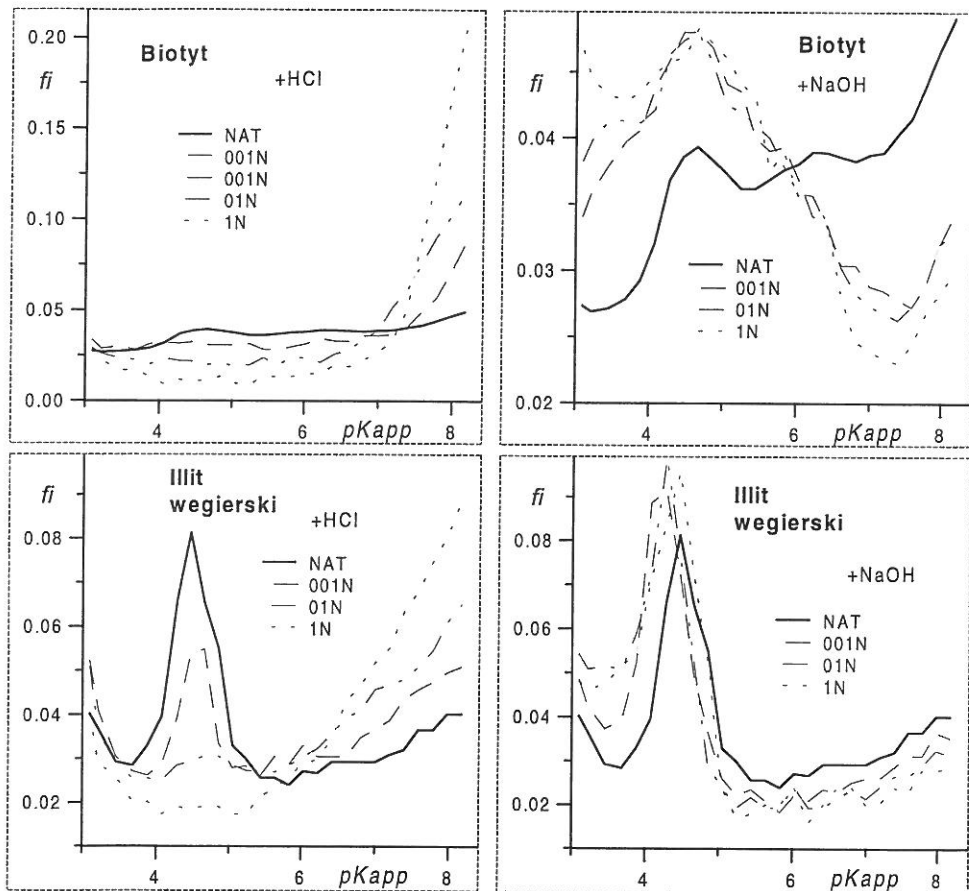 0.20
Biotyt
fi
+HCl
0.15
NAT
001N
001N
01N
1N
0.10
0.05
0.00
4
6
pKapp
8
fi
Biotyt
+NaOH
0.04
0.03
NAT
001N
01N
1N
0.02
4
6
pKapp
8
fi
Illit
wegierski
+HCl
0.08
NAT
001N
01N
1N
0.06
0.04
0.02
4
6
pKapp
8
fi
Illit
wegierski
+NaOH
0.08
NAT
001N
01N
1N
0.06
0.04
0.02
4
6
pKapp
8